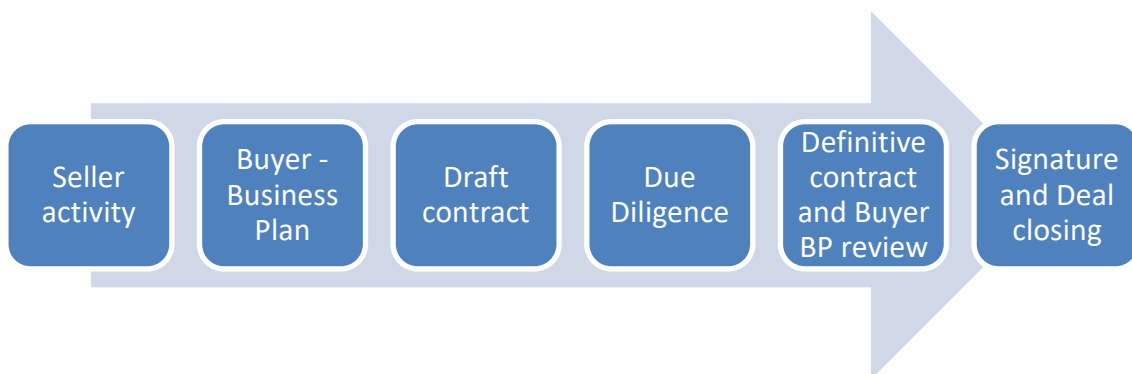 Seller
activity
Buyer -
Business
Plan
Draft
contract
Due
Diligence
Definitive
contract
and Buyer
BP review
Signature
and Deal
closing